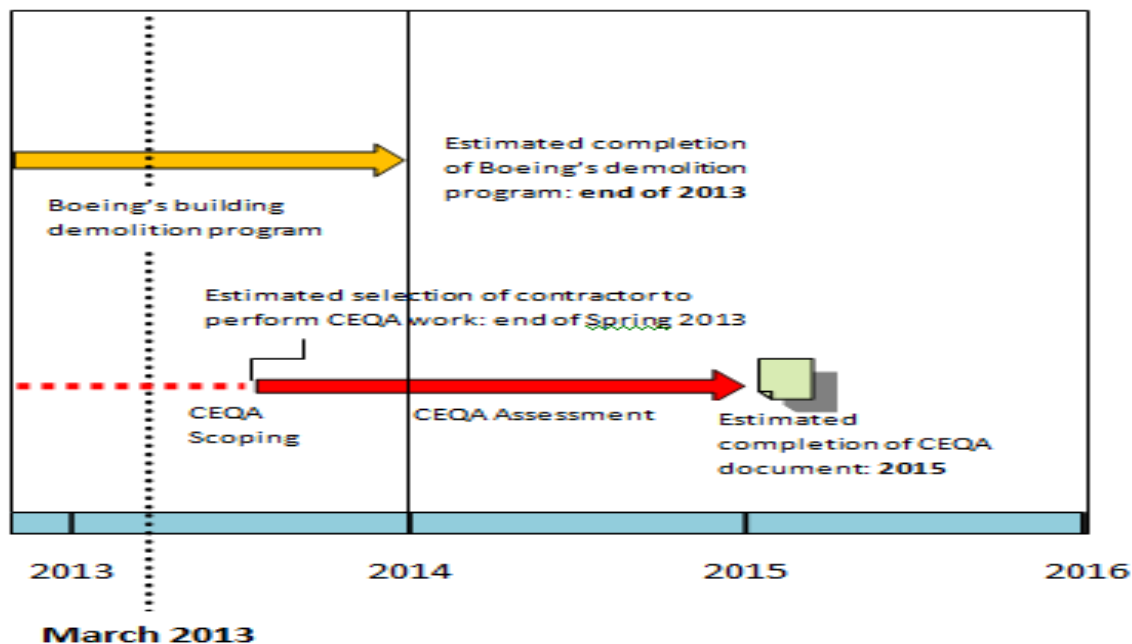 Estimated completion
of Boeing's demolition
program: end of 2013
Boeing's building
demolition program
Estimated selection of contractor to
perform CEQA work: end of Spring 2013
CEQA
Scoping
CEQA Assessment
Estimated
completion of CEQA
document: 2015
2013
2014
2015
2016
March 2013